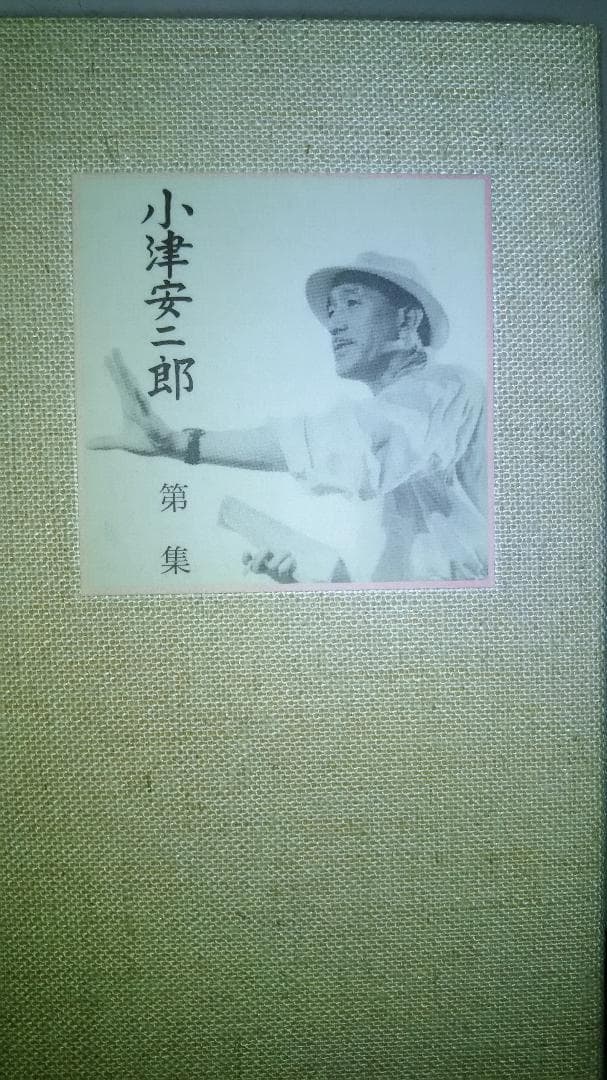 小津安二郎
第 集